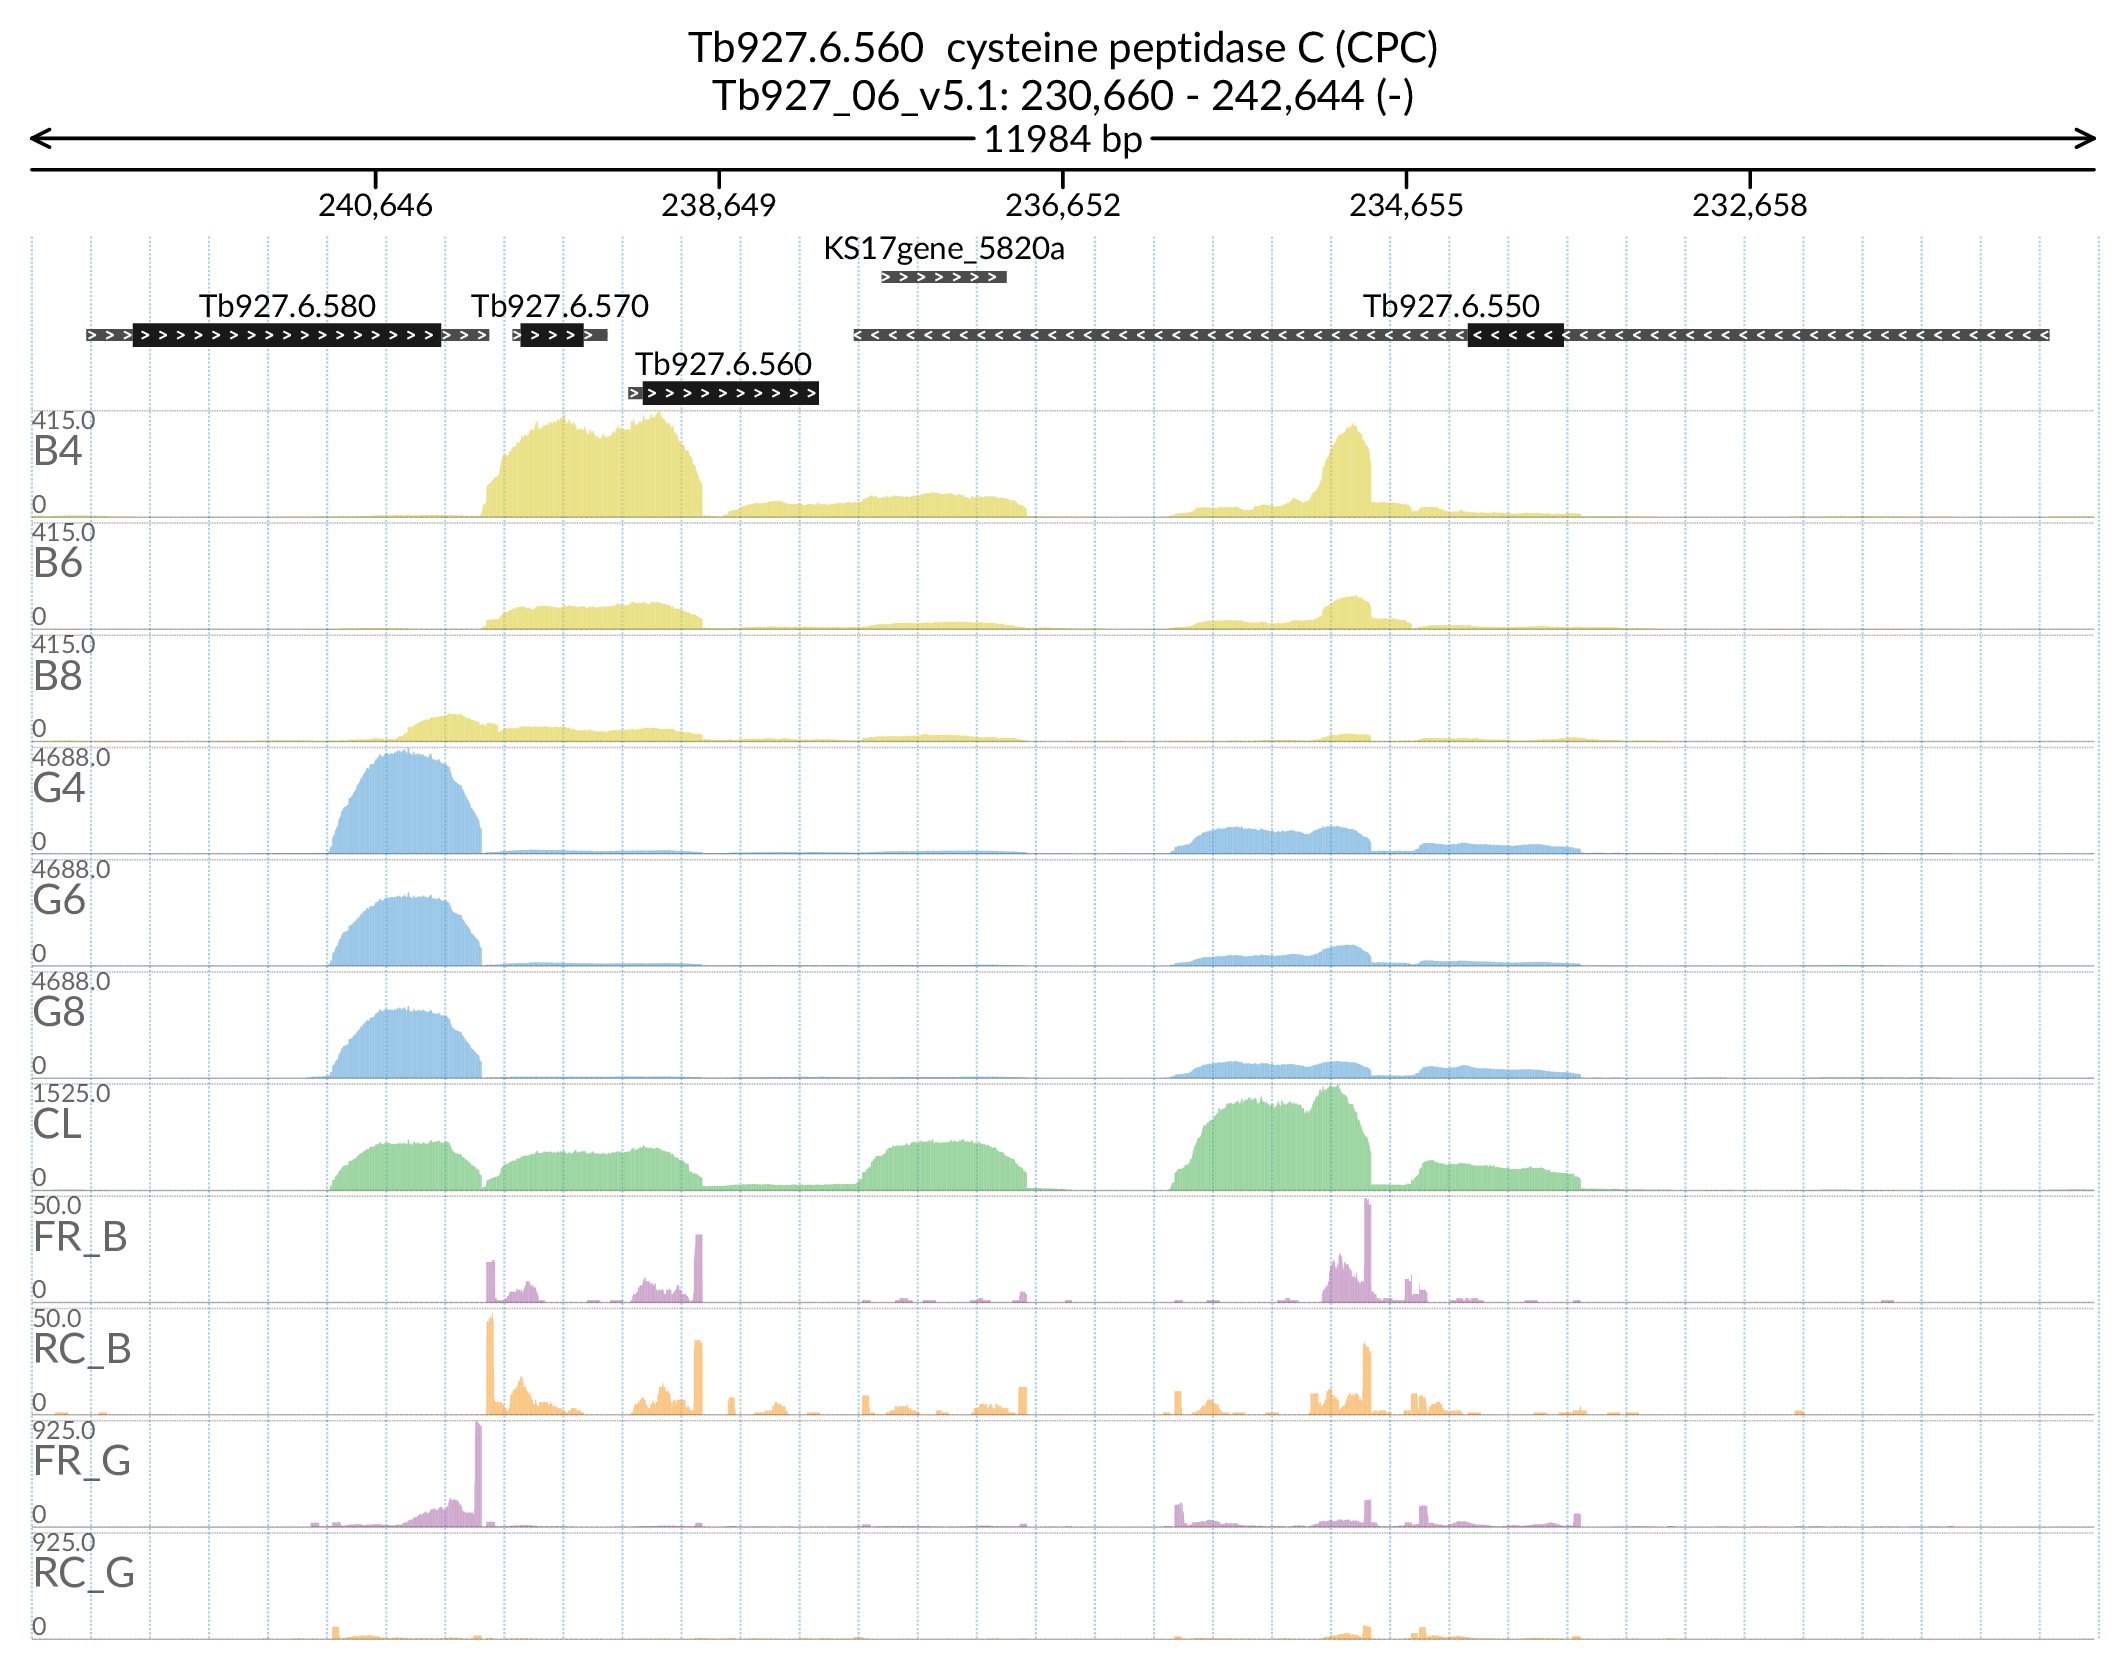 Tb927.6.560  cysteine peptidase C (CPC)
Tb927_06_v5.1: 230,660 - 242,644 (-)
11984 bp
240,646 238,649 236,652 234,655 232,658
KS17gene_5820a
Tb927.6.580 Tb927.6.570 Tb927.6.550
Tb927.6.560
415.0
B4
0
415.0
B6
0
415.0
B8
0
4688.0
G4
0
4688.0
G6
0
4688.0
G8
0
1525.0
CL
0
50.0
FR_B
0
50.0
RC_B
0
925.0
FR_G
0
925.0
RC_G
0